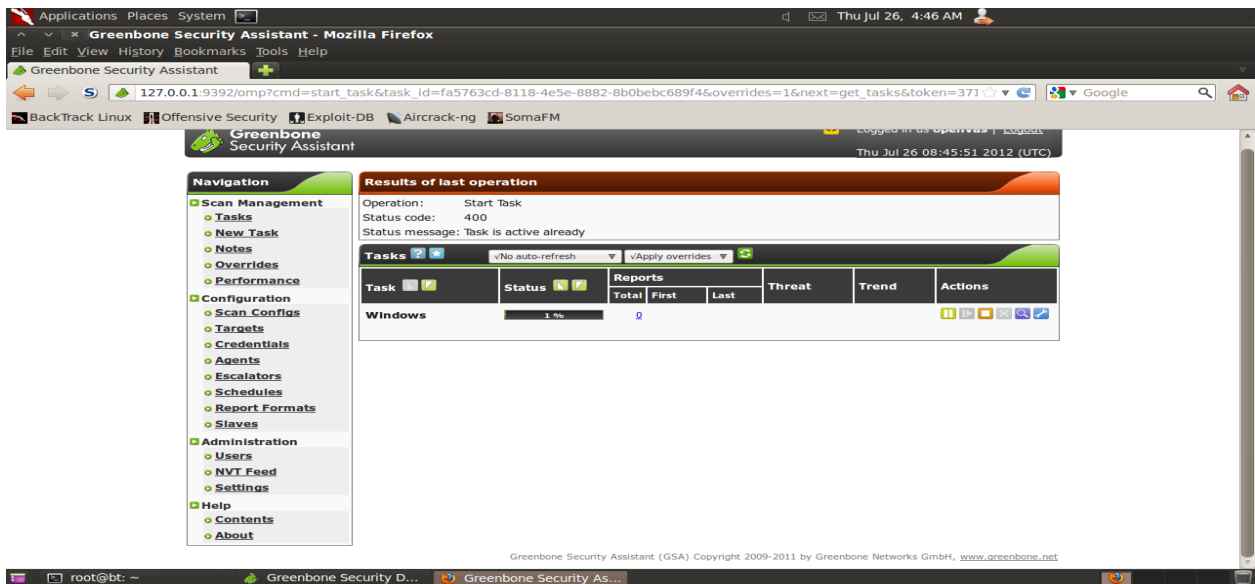 Applications Places System
Thu Jul 26, 4:46 AM
Greenbone Security Assistant - Mozilla Firefox
File Edit View History Bookmarks Tools Help
Greenbone Security Assistant
127.0.0.1:9392/omp?cmd=start_task&task_id=fa5763cd-8118-4e5e-8882-8b0bebc689f4&overrides=1&next=get_tasks&token=371
Google
BackTrack Linux Offensive Security Exploit-DB Aircrack-ng SomaFM
Greenbone
Security Assistant
Logged in as openvas | Logout
Thu Jul 26 08:45:51 2012 (UTC)
Navigation
Scan Management
Tasks
New Task
Notes
Overrides
Performance
Configuration
Scan Configs
Targets
Credentials
Agents
Escalators
Schedules
Report Formats
Slaves
Administration
Users
NVT Feed
Settings
Help
Contents
About
Results of last operation
Operation: Start Task
Status code: 400
Status message: Task is active already
Tasks √No auto-refresh √Apply overrides
Task Status Reports Threat Trend Actions
Total First Last
Windows 1 % 0
Greenbone Security Assistant (GSA) Copyright 2009-2011 by Greenbone Networks GmbH, www.greenbone.net
root@bt: ~ Greenbone Security D... Greenbone Security As...